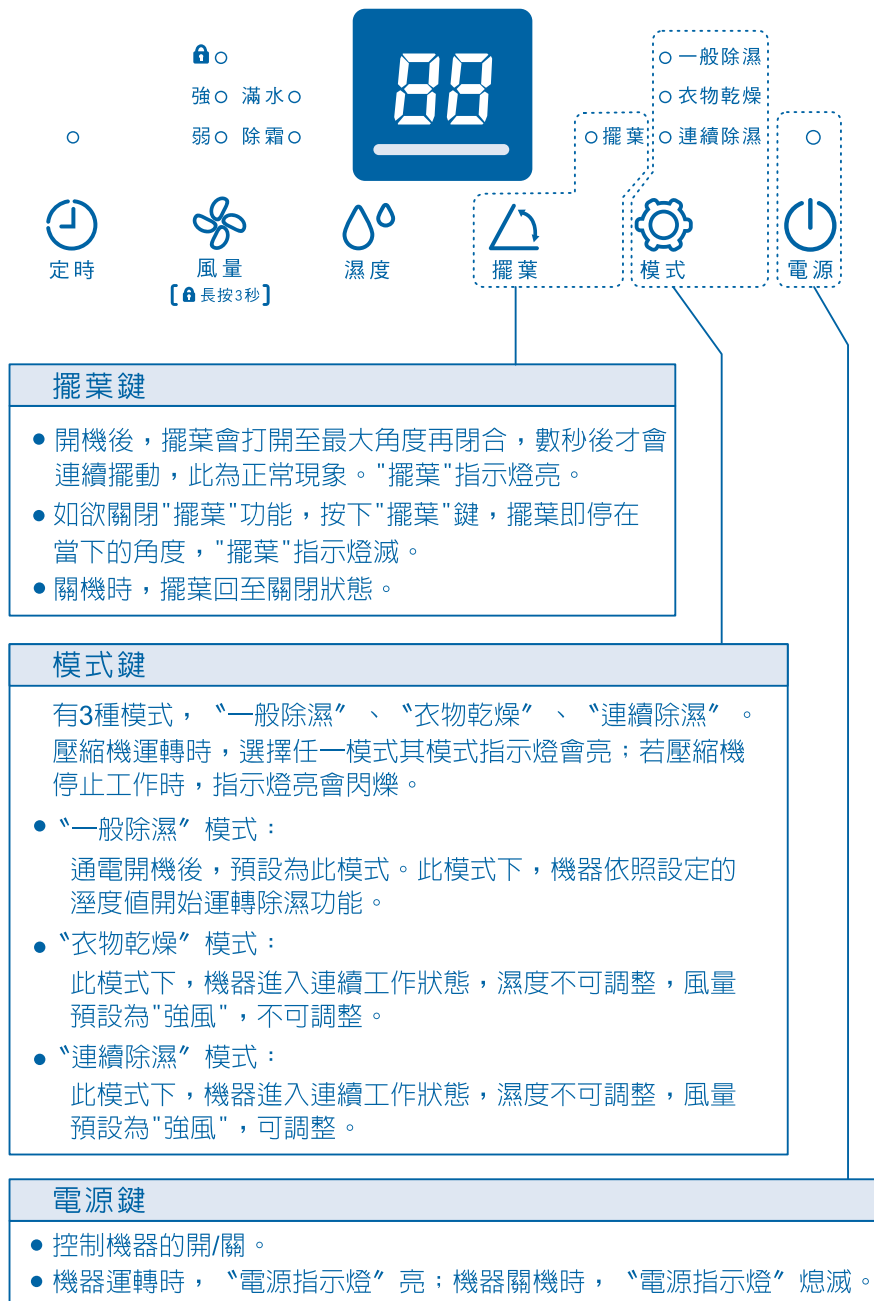 88
一般除濕
強 滿水
衣物乾燥
弱 除霜
擺葉
連續除濕
定時
風量
濕度
擺葉
模式
電源
【長按3秒】
擺葉鍵
● 開機後，擺葉會打開至最大角度再閉合，數秒後才會
連續擺動，此為正常現象。"擺葉"指示燈亮。
● 如欲關閉"擺葉"功能，按下"擺葉"鍵，擺葉即停在
當下的角度，"擺葉"指示燈滅。
● 關機時，擺葉回至關閉狀態。
模式鍵
有3種模式，〝一般除濕〞、〝衣物乾燥〞、〝連續除濕〞。
壓縮機運轉時，選擇任一模式其模式指示燈會亮；若壓縮機
停止工作時，指示燈亮會閃爍。
● 〝一般除濕〞模式：
通電開機後，預設為此模式。此模式下，機器依照設定的
溼度值開始運轉除濕功能。
● 〝衣物乾燥〞模式：
此模式下，機器進入連續工作狀態，濕度不可調整，風量
預設為"強風"，不可調整。
● 〝連續除濕〞模式：
此模式下，機器進入連續工作狀態，濕度不可調整，風量
預設為"強風"，可調整。
電源鍵
● 控制機器的開/關。
● 機器運轉時，〝電源指示燈〞亮；機器關機時，〝電源指示燈〞熄滅。